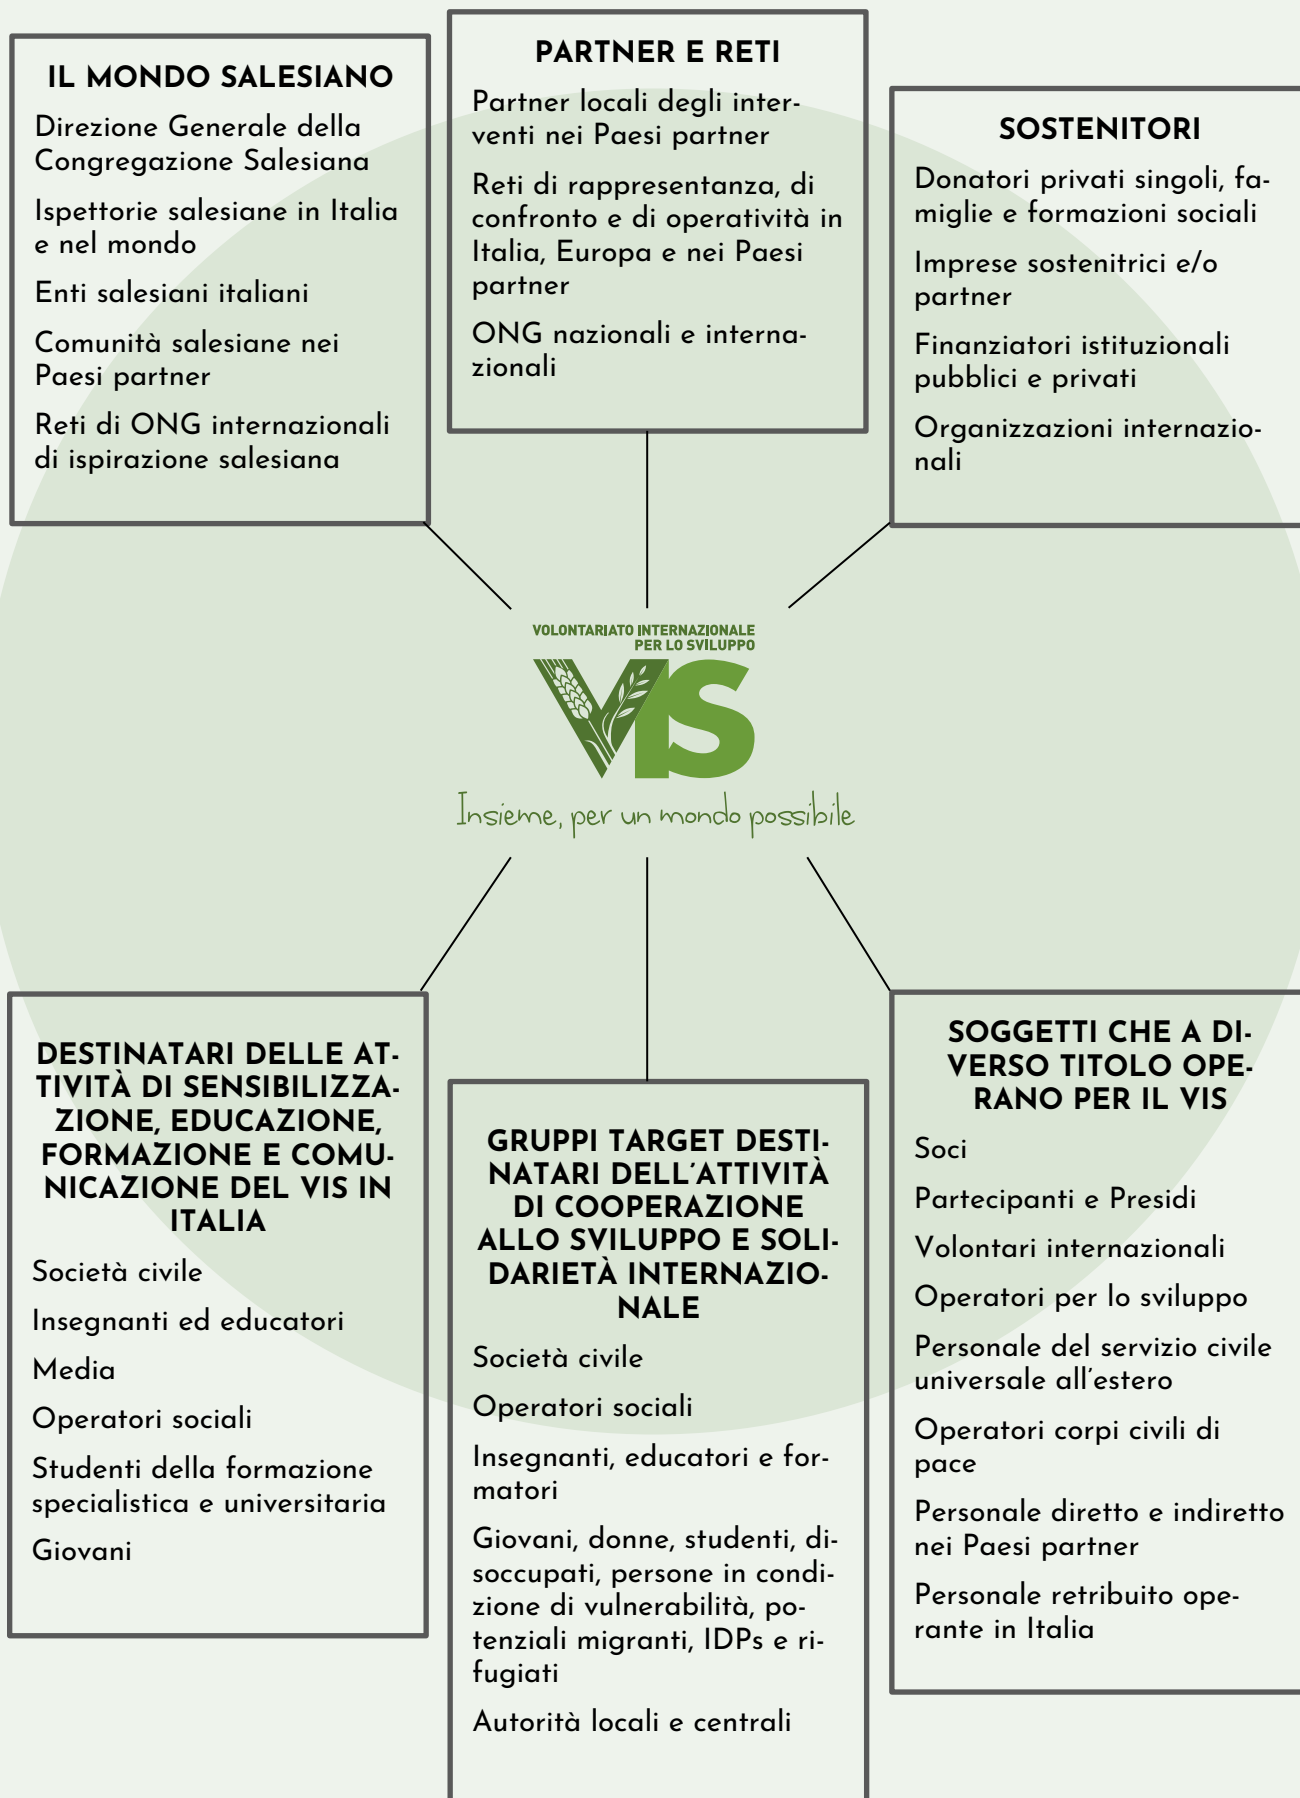 IL MONDO SALESIANO
Direzione Generale della
Congregazione Salesiana
Ispettorie salesiane in Italia
e nel mondo
Enti salesiani italiani
Comunità salesiane nei
Paesi partner
Reti di ONG internazionali
di ispirazione salesiana
PARTNER E RETI
Partner locali degli inter-
venti nei Paesi partner
Reti di rappresentanza, di
confronto e di operatività in
Italia, Europa e nei Paesi
partner
ONG nazionali e interna-
zionali
SOSTENITORI
Donatori privati singoli, fa-
miglie e formazioni sociali
Imprese sostenitrici e/o
partner
Finanziatori istituzionali
pubblici e privati
Organizzazioni internazio-
nali
VOLONTARIATO INTERNAZIONALE
PER LO SVILUPPO
VIS
Insieme, per un mondo possibile
DESTINATARI DELLE AT-
TIVITÀ DI SENSIBILIZZA-
ZIONE, EDUCAZIONE,
FORMAZIONE E COMU-
NICAZIONE DEL VIS IN
ITALIA
Società civile
Insegnanti ed educatori
Media
Operatori sociali
Studenti della formazione
specialistica e universitaria
Giovani
GRUPPI TARGET DESTI-
NATARI DELL'ATTIVITÀ
DI COOPERAZIONE
ALLO SVILUPPO E SOLI-
DARIETÀ INTERNAZIO-
NALE
Società civile
Operatori sociali
Insegnanti, educatori e for-
matori
Giovani, donne, studenti, di-
soccupati, persone in condi-
zione di vulnerabilità, po-
tenziali migranti, IDPs e ri-
fugiati
Autorità locali e centrali
SOGGETTI CHE A DI-
VERSO TITOLO OPE-
RANO PER IL VIS
Soci
Partecipanti e Presidi
Volontari internazionali
Operatori per lo sviluppo
Personale del servizio civile
universale all'estero
Operatori corpi civili di
pace
Personale diretto e indiretto
nei Paesi partner
Personale retribuito ope-
rante in Italia